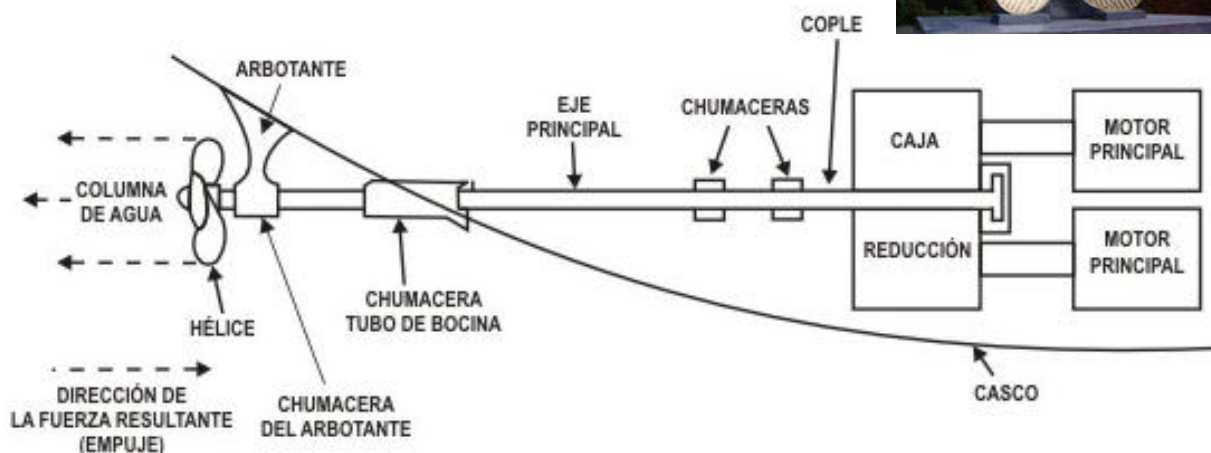 COPLE
ARBOTANTE
EJE
PRINCIPAL
CHUMACERAS
CAJA
REDUCCIÓN
MOTOR
PRINCIPAL
MOTOR
PRINCIPAL
COLUMNA
DE AGUA
HÉLICE
CHUMACERA
TUBO DE BOCINA
CASCO
DIRECCIÓN DE
LA FUERZA RESULTANTE
(EMPUJE)
CHUMACERA
DEL ARBOTANTE